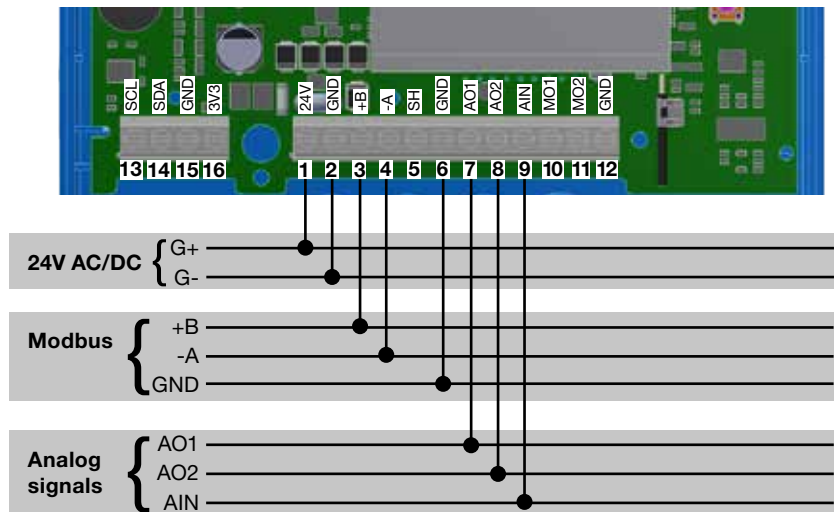 SCL SDA GND 3V3 24V GND +B -A SH GND AO1 AO2 AIN MO1 MO2 GND
13 14 15 16 1 2 3 4 5 6 7 8 9 10 11 12
24V AC/DC { G+
G-
Modbus { +B
-A
GND
Analog signals { AO1
AO2
AIN